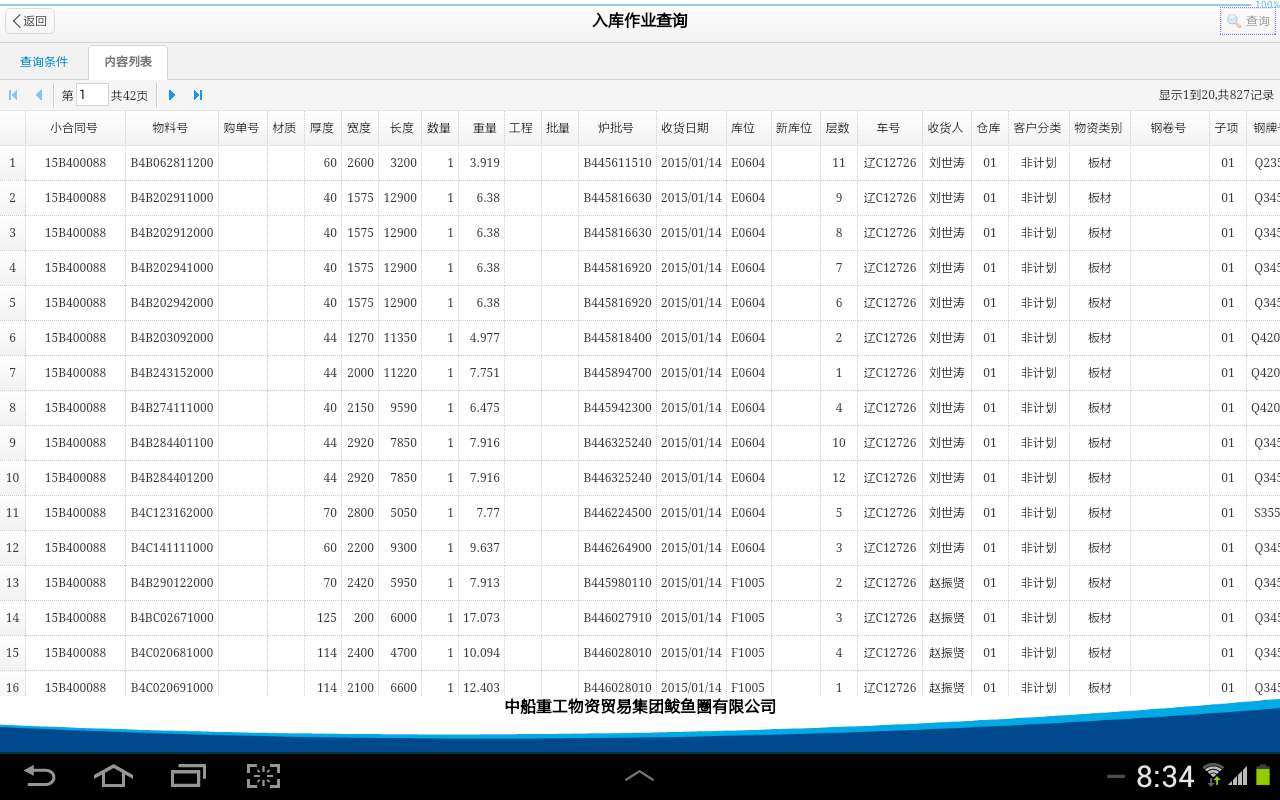 100%
返回 入库作业查询 查询
查询条件 内容列表
第 1 共42页 显示1到20,共827记录
小合同号 物料号 购单号 材质 厚度 宽度 长度 数量 重量 工程 批量 炉批号 收货日期 库位 新库位 层数 车号 收货人 仓库 客户分类 物资类别 钢卷号 子项 钢牌号
1 15B400088 B4B062811200 60 2600 3200 1 3.919 B445611510 2015/01/14 E0604 11 辽C12726 刘世涛 01 非计划 板材 01 Q235
2 15B400088 B4B202911000 40 1575 12900 1 6.38 B445816630 2015/01/14 E0604 9 辽C12726 刘世涛 01 非计划 板材 01 Q345
3 15B400088 B4B202912000 40 1575 12900 1 6.38 B445816630 2015/01/14 E0604 8 辽C12726 刘世涛 01 非计划 板材 01 Q345
4 15B400088 B4B202941000 40 1575 12900 1 6.38 B445816920 2015/01/14 E0604 7 辽C12726 刘世涛 01 非计划 板材 01 Q345
5 15B400088 B4B202942000 40 1575 12900 1 6.38 B445816920 2015/01/14 E0604 6 辽C12726 刘世涛 01 非计划 板材 01 Q345
6 15B400088 B4B203092000 44 1270 11350 1 4.977 B445818400 2015/01/14 E0604 2 辽C12726 刘世涛 01 非计划 板材 01 Q420
7 15B400088 B4B243152000 44 2000 11220 1 7.751 B445894700 2015/01/14 E0604 1 辽C12726 刘世涛 01 非计划 板材 01 Q420
8 15B400088 B4B274111000 40 2150 9590 1 6.475 B445942300 2015/01/14 E0604 4 辽C12726 刘世涛 01 非计划 板材 01 Q420
9 15B400088 B4B284401100 44 2920 7850 1 7.916 B446325240 2015/01/14 E0604 10 辽C12726 刘世涛 01 非计划 板材 01 Q345
10 15B400088 B4B284401200 44 2920 7850 1 7.916 B446325240 2015/01/14 E0604 12 辽C12726 刘世涛 01 非计划 板材 01 Q345
11 15B400088 B4C123162000 70 2800 5050 1 7.77 B446224500 2015/01/14 E0604 5 辽C12726 刘世涛 01 非计划 板材 01 S355
12 15B400088 B4C141111000 60 2200 9300 1 9.637 B446264900 2015/01/14 E0604 3 辽C12726 刘世涛 01 非计划 板材 01 Q345
13 15B400088 B4B290122000 70 2420 5950 1 7.913 B445980110 2015/01/14 F1005 2 辽C12726 赵振贤 01 非计划 板材 01 Q345
14 15B400088 B4BC02671000 125 200 6000 1 17.073 B446027910 2015/01/14 F1005 3 辽C12726 赵振贤 01 非计划 板材 01 Q345
15 15B400088 B4C020681000 114 2400 4700 1 10.094 B446028010 2015/01/14 F1005 4 辽C12726 赵振贤 01 非计划 板材 01 Q345
16 15B400088 B4C020691000 114 2100 6600 1 12.403 B446028010 2015/01/14 F1005 1 辽C12726 赵振贤 01 非计划 板材 01 Q345
中船重工物资贸易集团鲅鱼圈有限公司
8:34